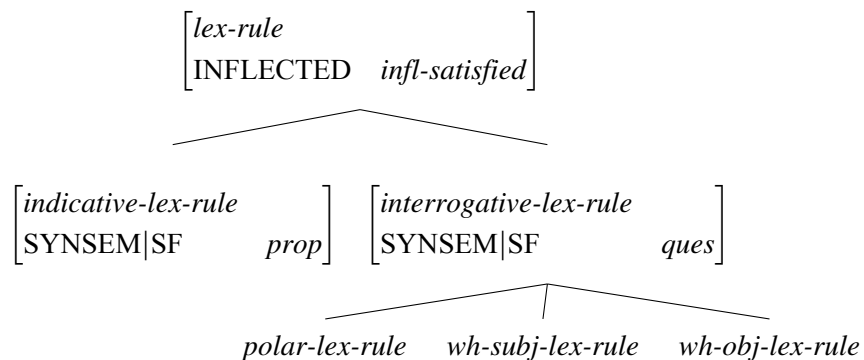 lex-rule
INFLECTED infl-satisfied
indicative-lex-rule interrogative-lex-rule
SYNSEM|SF prop SYNSEM|SF ques
polar-lex-rule wh-subj-lex-rule wh-obj-lex-rule